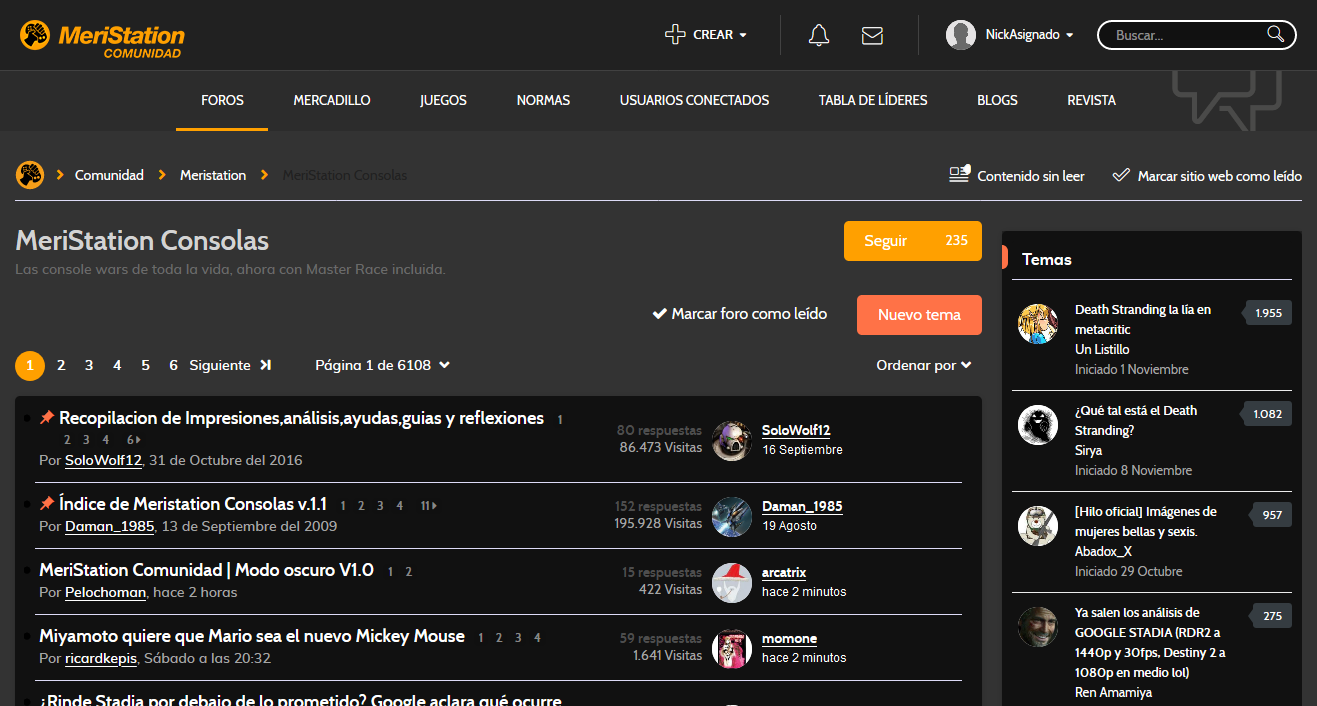 MeriStation
COMUNIDAD
CREAR
NickAsignado
Buscar...
FOROS
MERCADILLO
JUEGOS
NORMAS
USUARIOS CONECTADOS
TABLA DE LÍDERES
BLOGS
REVISTA
Comunidad
Meristation
MeriStation Consolas
Contenido sin leer
Marcar sitio web como leído
MeriStation Consolas
Las console wars de toda la vida, ahora con Master Race incluida.
Seguir 235
Marcar foro como leído
Nuevo tema
1 2 3 4 5 6 Siguiente
Página 1 de 6108
Ordenar por
Recopilacion de Impresiones,análisis,ayudas,guias y reflexiones 1
2 3 4 6
Por SoloWolf12, 31 de Octubre del 2016
80 respuestas
86.473 Visitas
SoloWolf12
16 Septiembre
Índice de Meristation Consolas v.1.1 1 2 3 4 11
Por Daman_1985, 13 de Septiembre del 2009
152 respuestas
195.928 Visitas
Daman_1985
19 Agosto
MeriStation Comunidad | Modo oscuro V1.0 1 2
Por Pelochoman, hace 2 horas
15 respuestas
422 Visitas
arcatrix
hace 2 minutos
Miyamoto quiere que Mario sea el nuevo Mickey Mouse 1 2 3 4
Por ricardkepis, Sábado a las 20:32
59 respuestas
1.641 Visitas
momone
hace 2 minutos
¿Rinde Stadia por debajo de lo prometido? Google aclara qué ocurre
Temas
Death Stranding la lía en
metacritic
Un Listillo
Iniciado 1 Noviembre
1.955
¿Qué tal está el Death
Stranding?
Sirya
Iniciado 8 Noviembre
1.082
[Hilo oficial] Imágenes de
mujeres bellas y sexis.
Abadox_X
Iniciado 29 Octubre
957
Ya salen los análisis de
GOOGLE STADIA (RDR2 a
1440p y 30fps, Destiny 2 a
1080p en medio lol)
Ren Amamiya
275